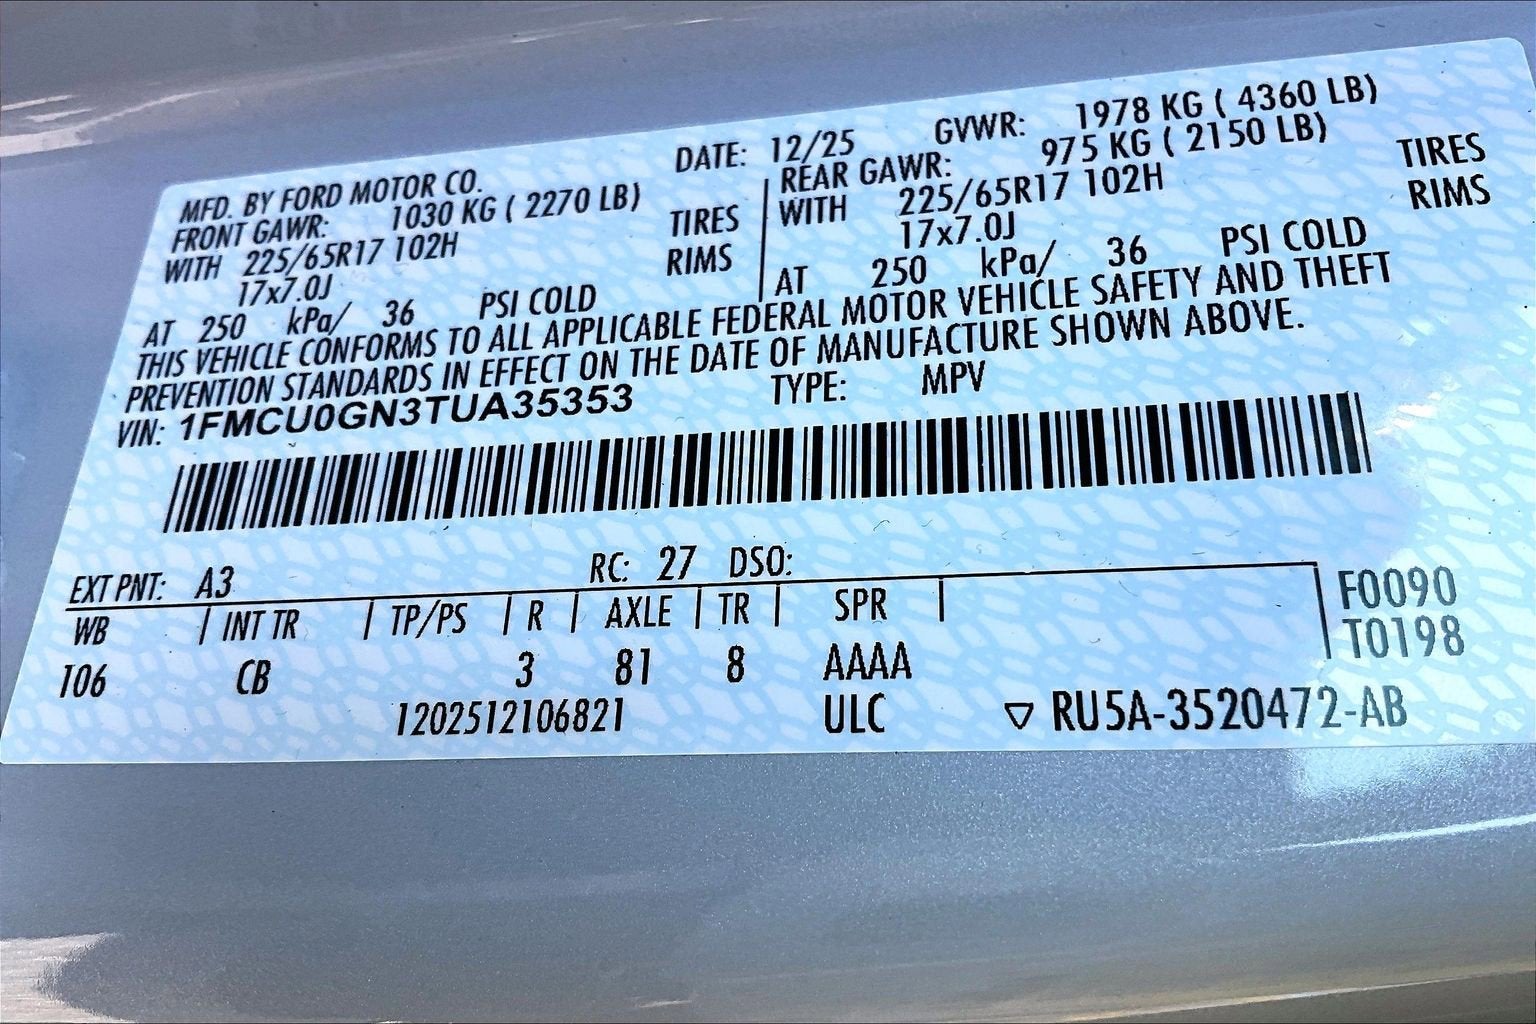 MFD. BY FORD MOTOR CO. DATE: 12/25 GVWR: 1978 KG ( 4360 LB)
FRONT GAWR: 1030 KG ( 2270 LB) REAR GAWR: 975 KG ( 2150 LB)
WITH 225/65R17 102H TIRES WITH 225/65R17 102H TIRES
17x7.0J RIMS 17x7.0J RIMS
AT 250 kPa/ 36 PSI COLD AT 250 kPa/ 36 PSI COLD
THIS VEHICLE CONFORMS TO ALL APPLICABLE FEDERAL MOTOR VEHICLE SAFETY AND THEFT
PREVENTION STANDARDS IN EFFECT ON THE DATE OF MANUFACTURE SHOWN ABOVE.
VIN: 1FMCU0GN3TUA35353 TYPE: MPV
EXT PNT: A3 RC: 27 DSO:
WB | INT TR | TP/PS | R | AXLE | TR | SPR | F0090
T0198
106 CB 3 81 8 AAAA
1202512106821 ULC ▽ RU5A-3520472-AB